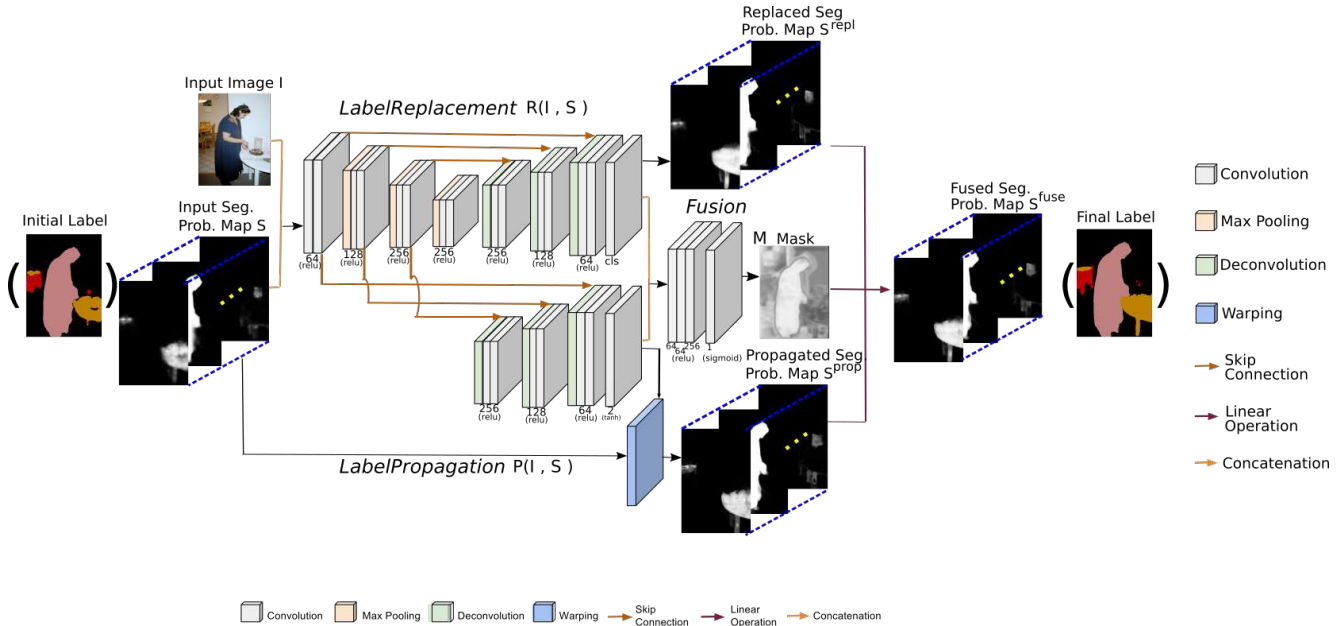 Replaced Seg
Prob. Map S^repl
Input Image I
LabelReplacement R(I , S )
Input Seg.
Prob. Map S
Initial Label
(
)
64
(relu)
128
(relu)
256
(relu)
256
(relu)
256
(relu)
128
(relu)
64
(relu)
cls
Fusion
M Mask
64
64
256
(relu)
1
(sigmoid)
Fused Seg.
Prob. Map S^fuse
Final Label
(
)
256
(relu)
128
(relu)
64
(relu)
2
(tanh)
Propagated Seg.
Prob. Map S^prop
LabelPropagation P(I , S )
Convolution
Max Pooling
Deconvolution
Warping
Skip
Connection
Linear
Operation
Concatenation
Convolution
Max Pooling
Deconvolution
Warping
Skip
Connection
Linear
Operation
Concatenation